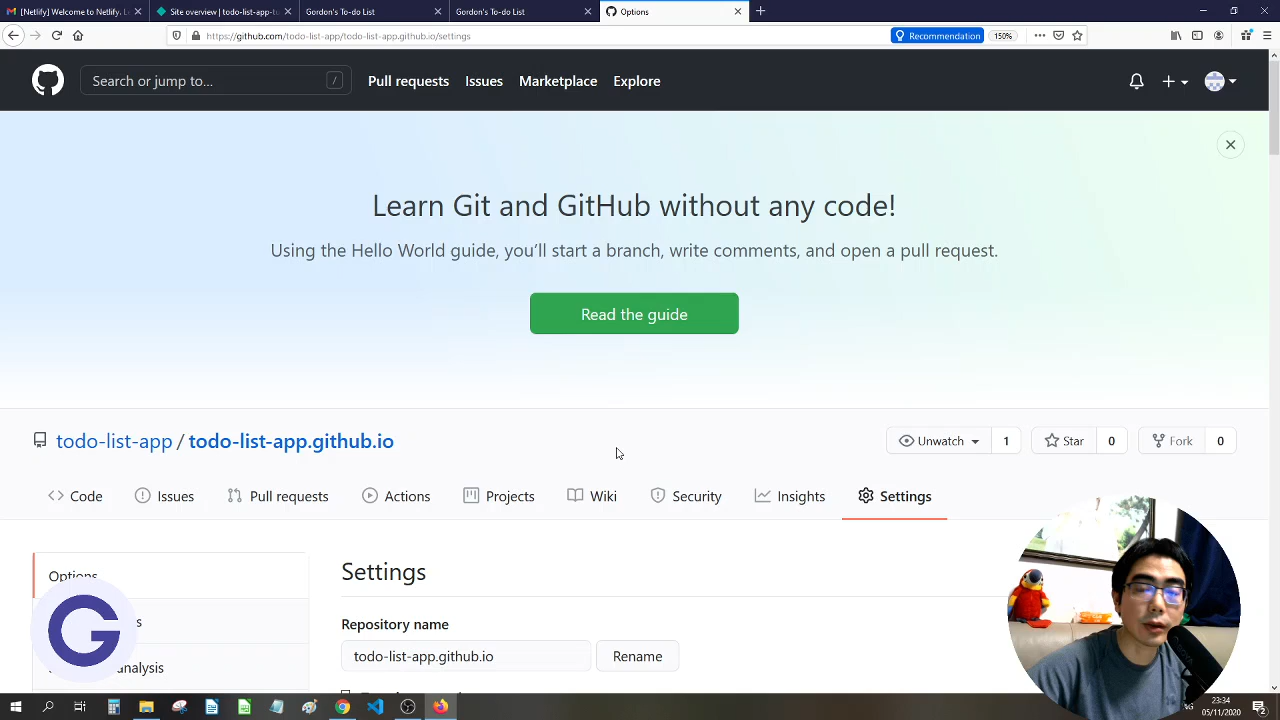 [Netlify] Welcome to Netlify. L
Site overview | todo-list-app-tu
Gordon's To-do List
Gordon's To-do List
Options
https://github.com/todo-list-app/todo-list-app.github.io/settings
Recommendation
150%
Search or jump to...
/
Pull requests
Issues
Marketplace
Explore
Learn Git and GitHub without any code!
Using the Hello World guide, you'll start a branch, write comments, and open a pull request.
Read the guide
todo-list-app / todo-list-app.github.io
Unwatch 1
Star 0
Fork 0
Code
Issues
Pull requests
Actions
Projects
Wiki
Security
Insights
Settings
Options
Settings
Repository name
analysis
todo-list-app.github.io
Rename
G
23:34
05/11/2020
2